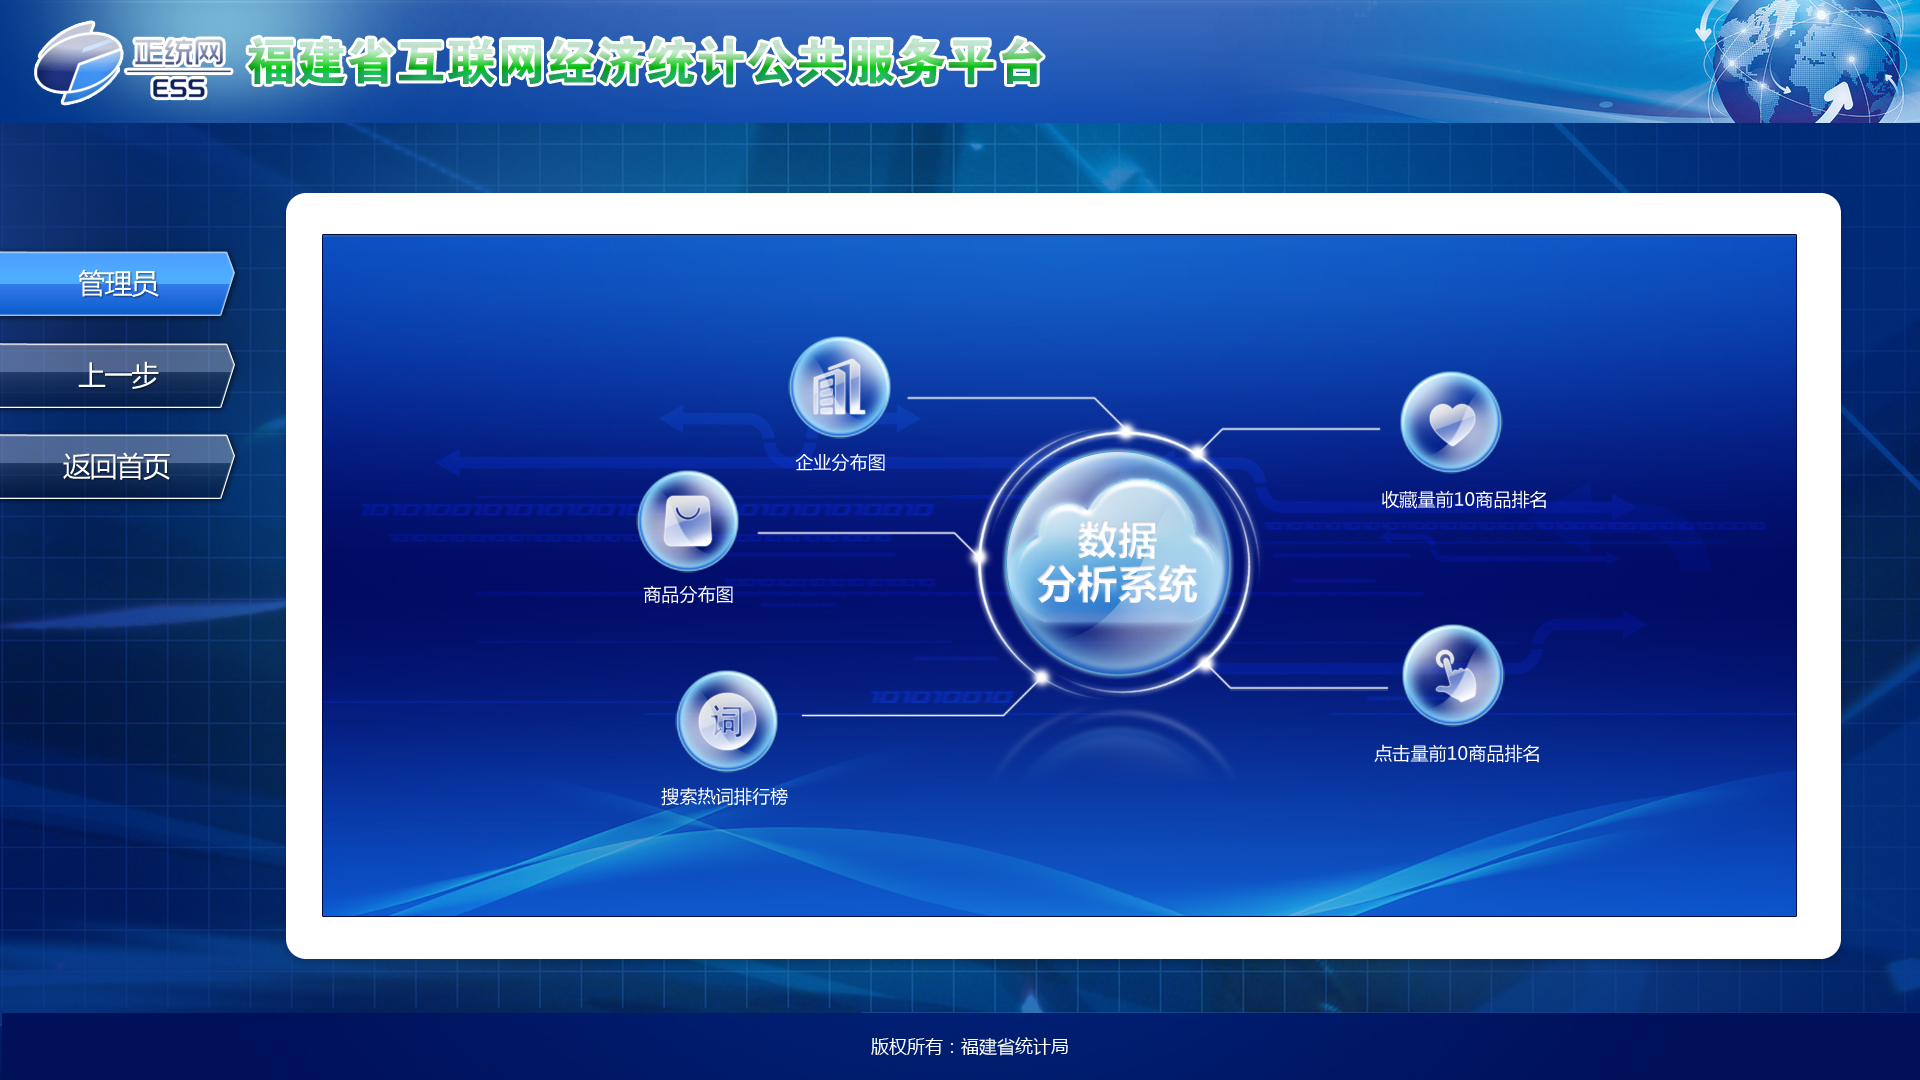 正统网
ESS
福建省互联网经济统计公共服务平台
管理员
上一步
返回首页
企业分布图
商品分布图
词
搜索热词排行榜
数据
分析系统
收藏量前10商品排名
点击量前10商品排名
版权所有：福建省统计局